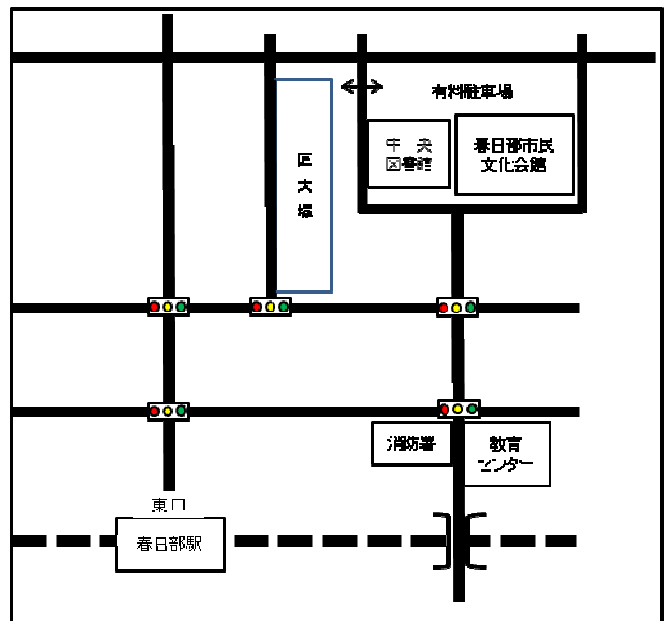 有料駐車場
中 央
図書館
春日部市民
文化会館
匠大塚
消防署
教育
センター
東口
春日部駅